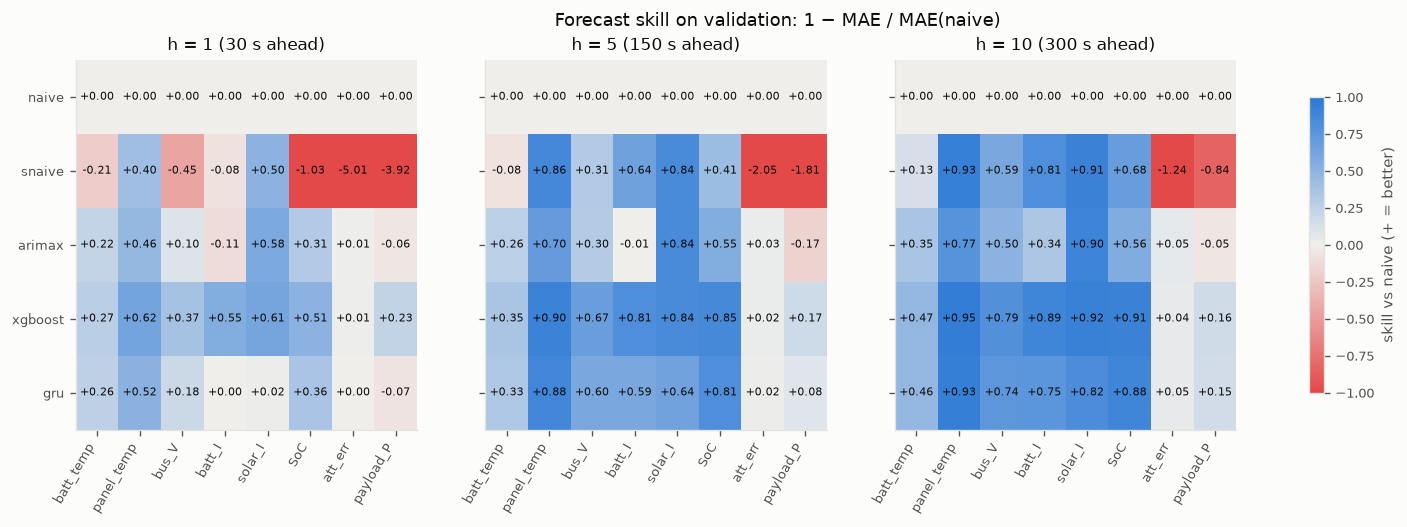 Forecast skill on validation: 1 − MAE / MAE(naive)
h = 1 (30 s ahead)
h = 5 (150 s ahead)
h = 10 (300 s ahead)
naive
+0.00 +0.00 +0.00 +0.00 +0.00 +0.00 +0.00 +0.00
+0.00 +0.00 +0.00 +0.00 +0.00 +0.00 +0.00 +0.00
+0.00 +0.00 +0.00 +0.00 +0.00 +0.00 +0.00 +0.00
snaive
-0.21 +0.40 -0.45 -0.08 +0.50 -1.03 -5.01 -3.92
-0.08 +0.86 +0.31 +0.64 +0.84 +0.41 -2.05 -1.81
+0.13 +0.93 +0.59 +0.81 +0.91 +0.68 -1.24 -0.84
arimax
+0.22 +0.46 +0.10 -0.11 +0.58 +0.31 +0.01 -0.06
+0.26 +0.70 +0.30 -0.01 +0.84 +0.55 +0.03 -0.17
+0.35 +0.77 +0.50 +0.34 +0.90 +0.56 +0.05 -0.05
xgboost
+0.27 +0.62 +0.37 +0.55 +0.61 +0.51 +0.01 +0.23
+0.35 +0.90 +0.67 +0.81 +0.84 +0.85 +0.02 +0.17
+0.47 +0.95 +0.79 +0.89 +0.92 +0.91 +0.04 +0.16
gru
+0.26 +0.52 +0.18 +0.00 +0.02 +0.36 +0.00 -0.07
+0.33 +0.88 +0.60 +0.59 +0.64 +0.81 +0.02 +0.08
+0.46 +0.93 +0.74 +0.75 +0.82 +0.88 +0.05 +0.15
batt_temp panel_temp bus_V batt_I solar_I SoC att_err payload_P
batt_temp panel_temp bus_V batt_I solar_I SoC att_err payload_P
batt_temp panel_temp bus_V batt_I solar_I SoC att_err payload_P
1.00
0.75
0.50
0.25
0.00
−0.25
−0.50
−0.75
−1.00
skill vs naive (+ = better)